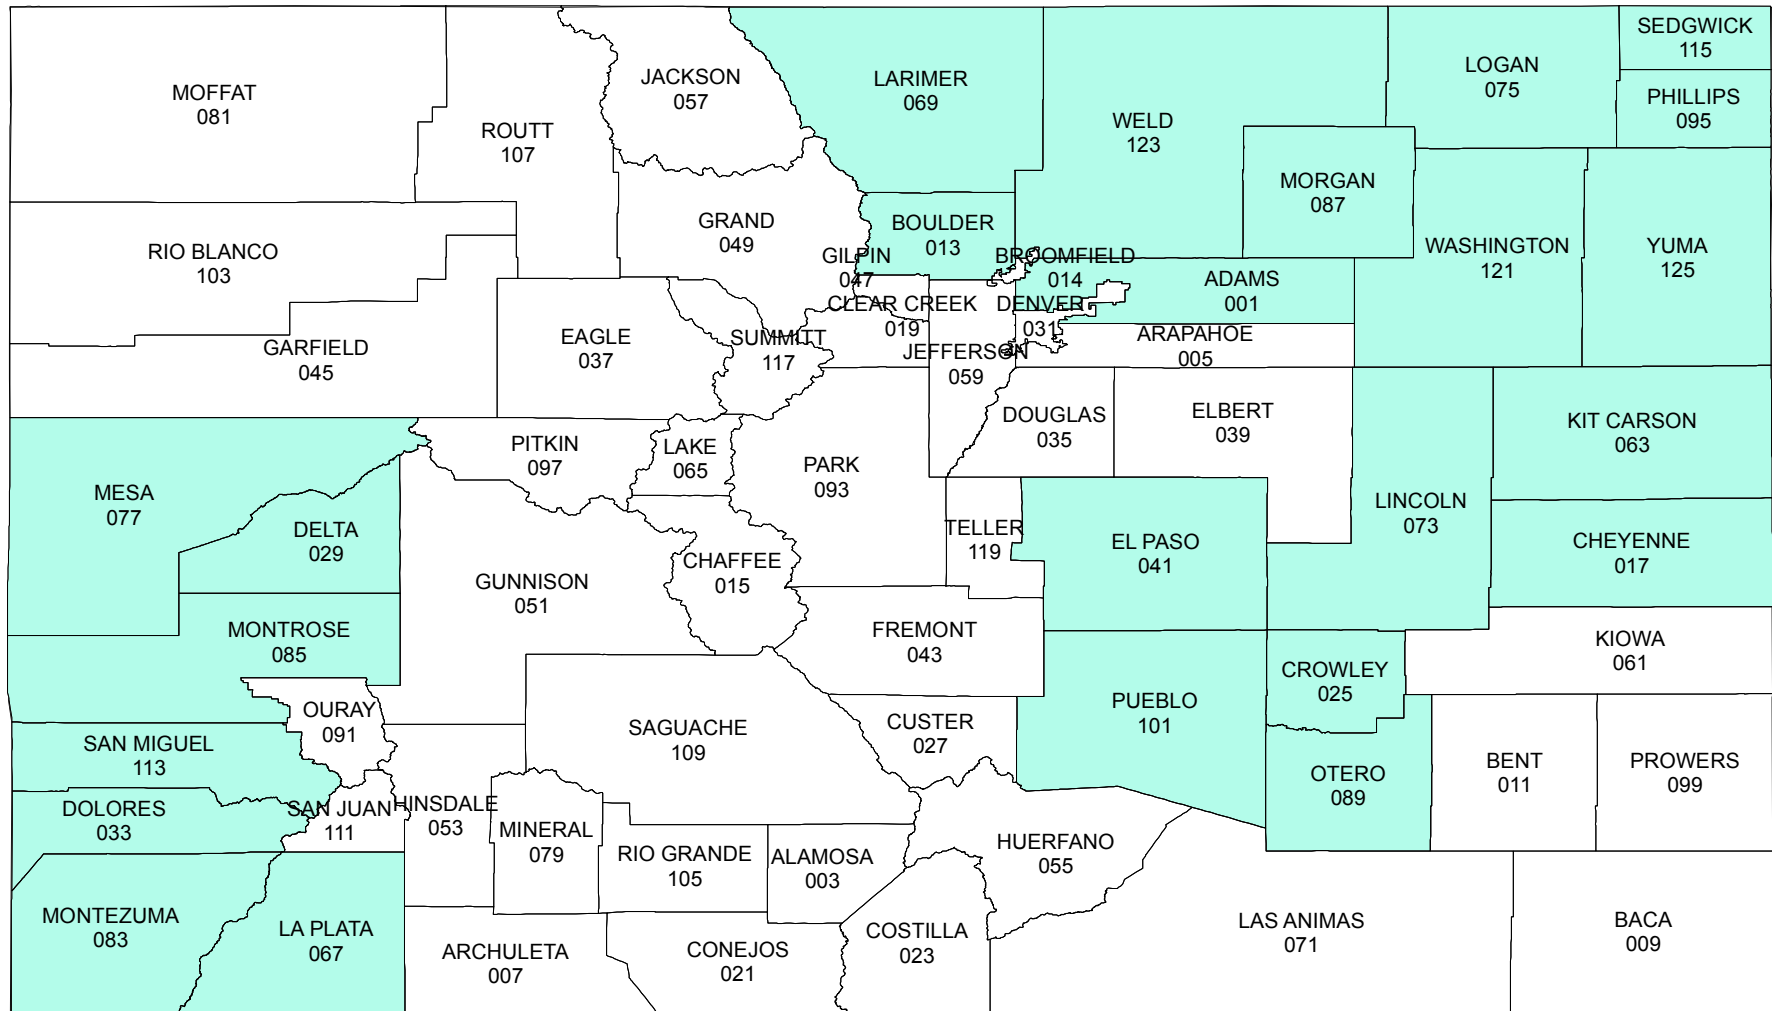 MOFFAT
081
ROUTT
107
JACKSON
057
LARIMER
069
WELD
123
LOGAN
075
SEDGWICK
115
PHILLIPS
095
MORGAN
087
WASHINGTON
121
YUMA
125
RIO BLANCO
103
GRAND
049
BOULDER
013
GILPIN
047
BROOMFIELD
014
ADAMS
001
CLEAR CREEK
019
DENVER
031
ARAPAHOE
005
GARFIELD
045
EAGLE
037
SUMMITT
117
JEFFERSON
059
DOUGLAS
035
ELBERT
039
KIT CARSON
063
PITKIN
097
LAKE
065
PARK
093
MESA
077
DELTA
029
LINCOLN
073
TELLER
119
EL PASO
041
CHEYENNE
017
GUNNISON
051
CHAFFEE
015
MONTROSE
085
FREMONT
043
KIOWA
061
CROWLEY
025
OURAY
091
SAGUACHE
109
CUSTER
027
PUEBLO
101
SAN MIGUEL
113
OTERO
089
BENT
011
PROWERS
099
DOLORES
033
SAN JUAN
111
HINSDALE
053
MINERAL
079
RIO GRANDE
105
ALAMOSA
003
HUERFANO
055
MONTEZUMA
083
LA PLATA
067
ARCHULETA
007
CONEJOS
021
COSTILLA
023
LAS ANIMAS
071
BACA
009